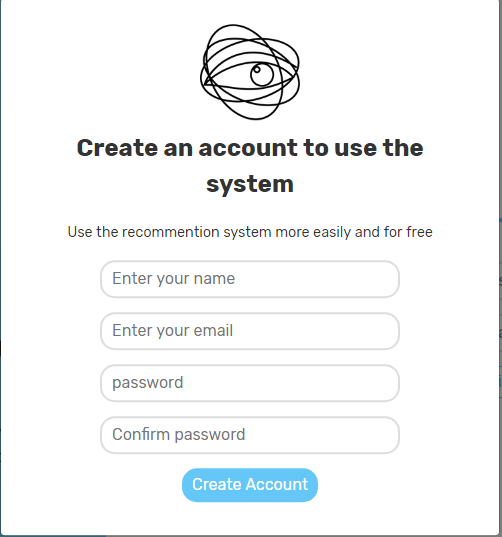 Create an account to use the
system
Use the recommention system more easily and for free
Enter your name
Enter your email
password
Confirm password
Create Account